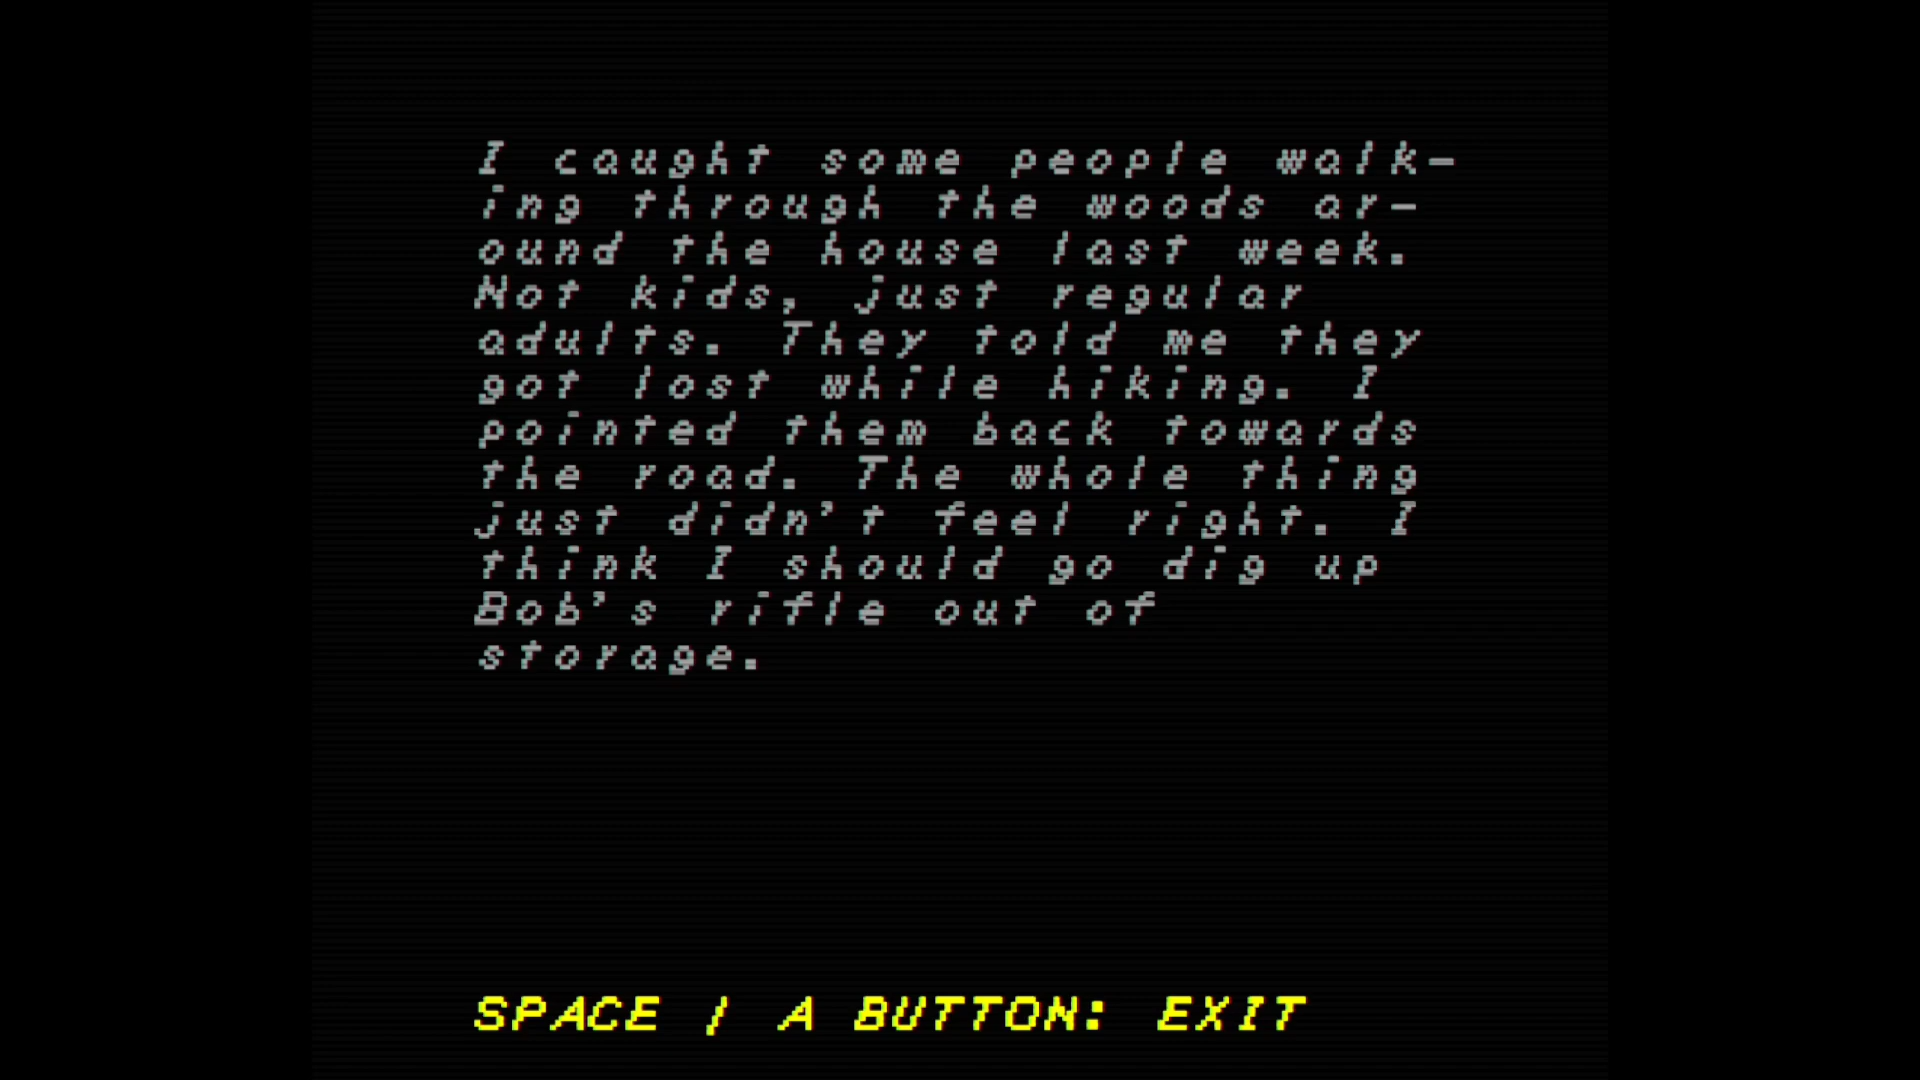 I caught some people walk-
ing through the woods ar-
ound the house last week.
Not kids, just regular
adults. They told me they
got lost while hiking. I
pointed them back towards
the road. The whole thing
just didn't feel right. I
think I should go dig up
Bob's rifle out of
storage.
SPACE / A BUTTON: EXIT